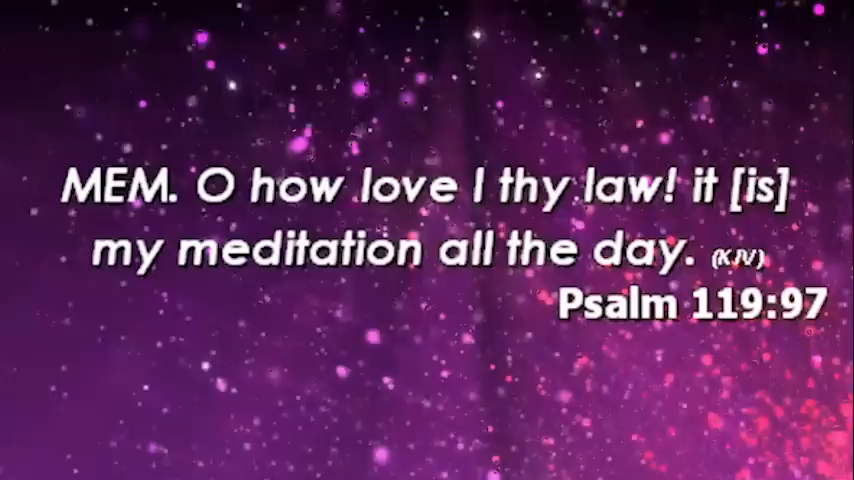 MEM. O how love I thy law! it [is]
my meditation all the day. (KJV)
Psalm 119:97